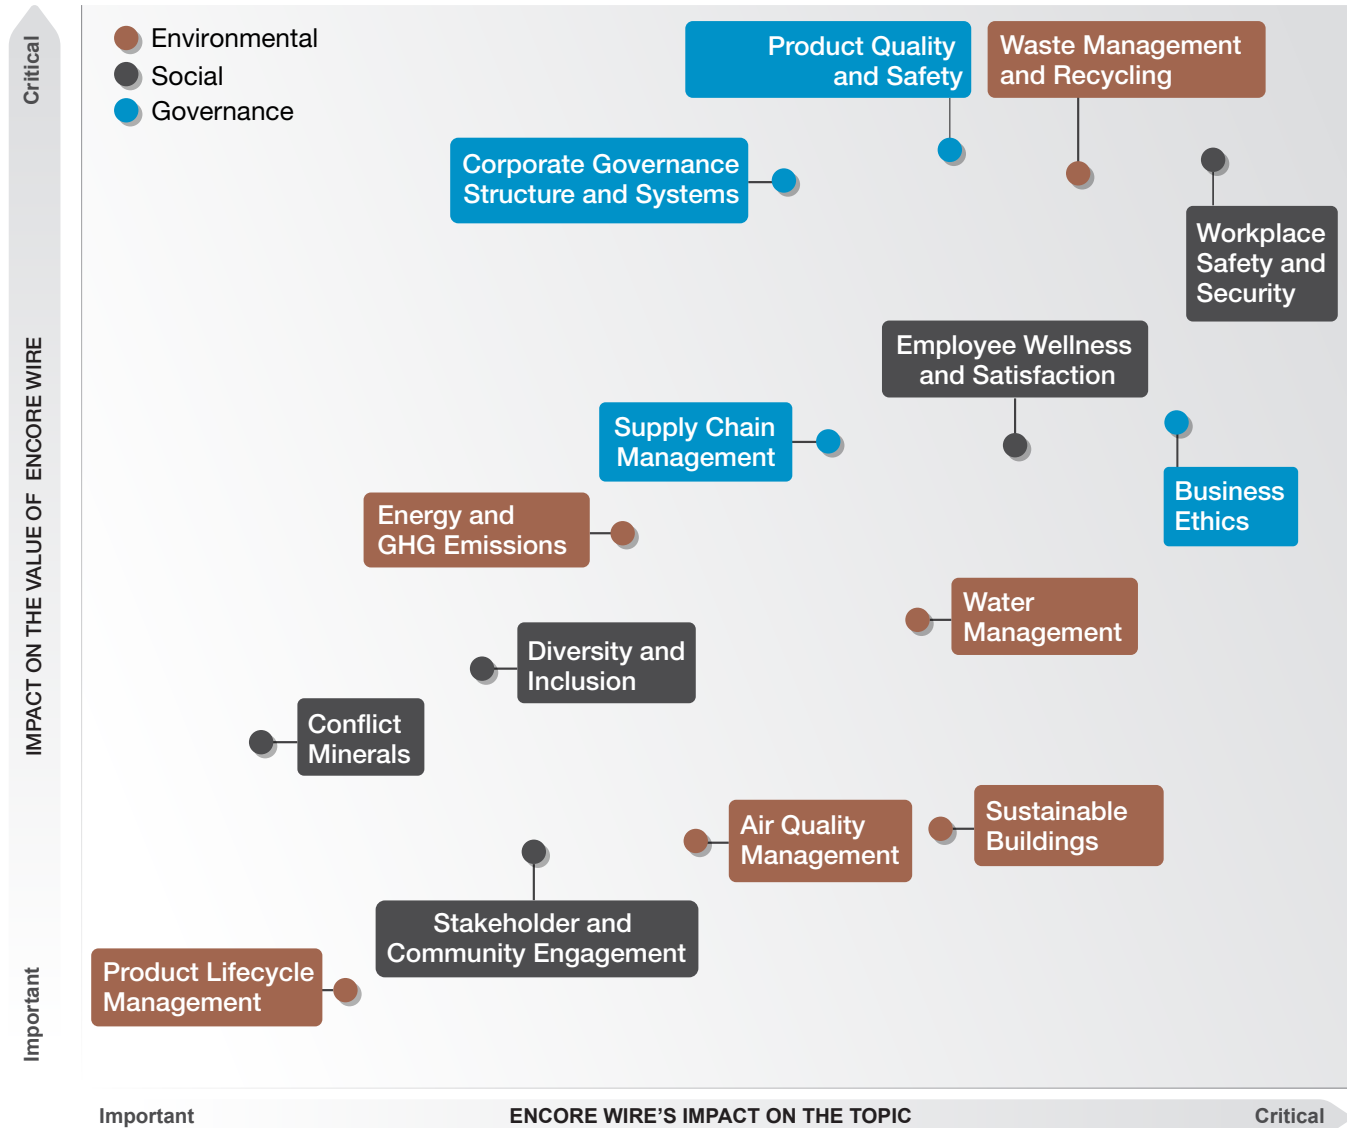 Critical
IMPACT ON THE VALUE OF ENCORE WIRE
Important
Environmental
Social
Governance
Product Quality
and Safety
Waste Management
and Recycling
Corporate Governance
Structure and Systems
Workplace
Safety and
Security
Employee Wellness
and Satisfaction
Supply Chain
Management
Business
Ethics
Energy and
GHG Emissions
Water
Management
Diversity and
Inclusion
Conflict
Minerals
Air Quality
Management
Sustainable
Buildings
Stakeholder and
Community Engagement
Product Lifecycle
Management
Important
ENCORE WIRE’S IMPACT ON THE TOPIC
Critical